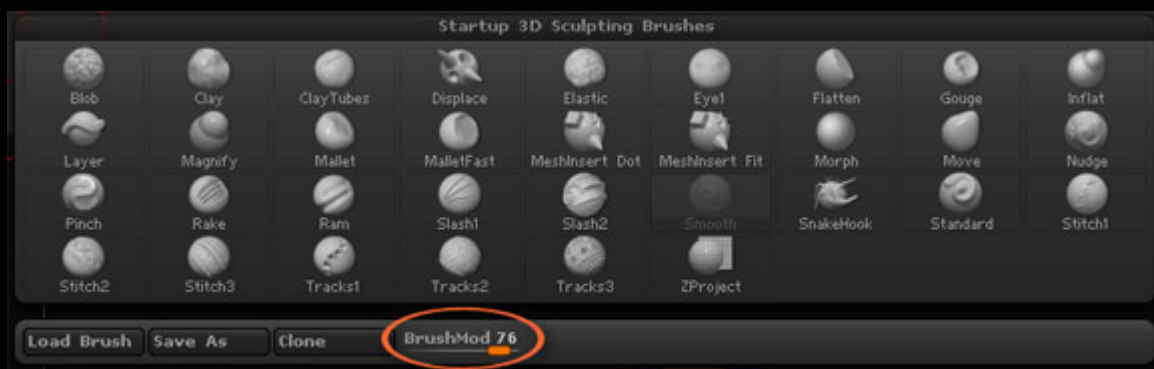 Startup 3D Sculpting Brushes
Blob Clay ClayTubes Displace Elastic Eye1 Flatten Gouge Inflat
Layer Magnify Mallet MalletFast MeshInsert Dot MeshInsert Fit Morph Move Nudge
Pinch Rake Ram Slash1 Slash2 Smooth SnakeHook Standard Stitch1
Stitch2 Stitch3 Tracks1 Tracks2 Tracks3 ZProject
Load Brush Save As Clone BrushMod 76